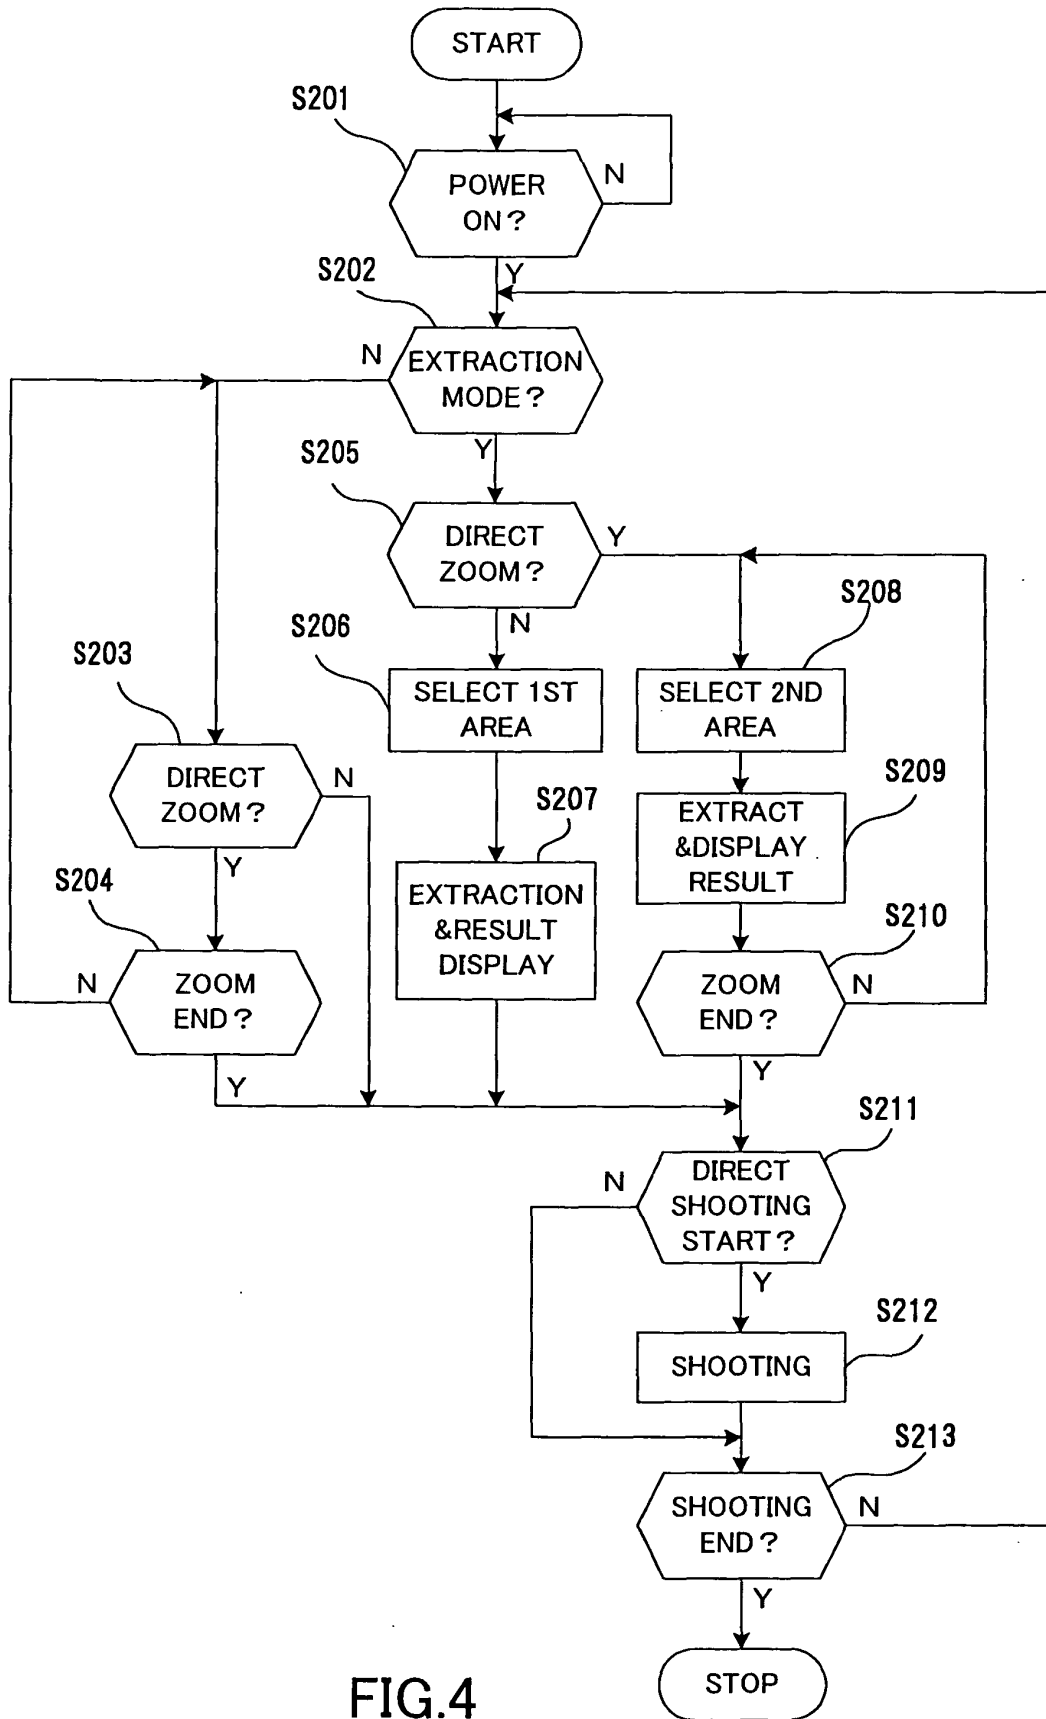 START
S201
POWER
ON?
N
Y
S202
N
EXTRACTION
MODE?
Y
S205
DIRECT
ZOOM?
Y
N
S208
S206
S203
SELECT 1ST
AREA
SELECT 2ND
AREA
DIRECT
ZOOM?
N
Y
S207
S209
EXTRACT
&DISPLAY
RESULT
S204
EXTRACTION
&RESULT
DISPLAY
S210
N
ZOOM
END?
Y
ZOOM
END?
N
Y
S211
N
DIRECT
SHOOTING
START?
Y
S212
SHOOTING
S213
SHOOTING
END?
N
Y
STOP
FIG.4